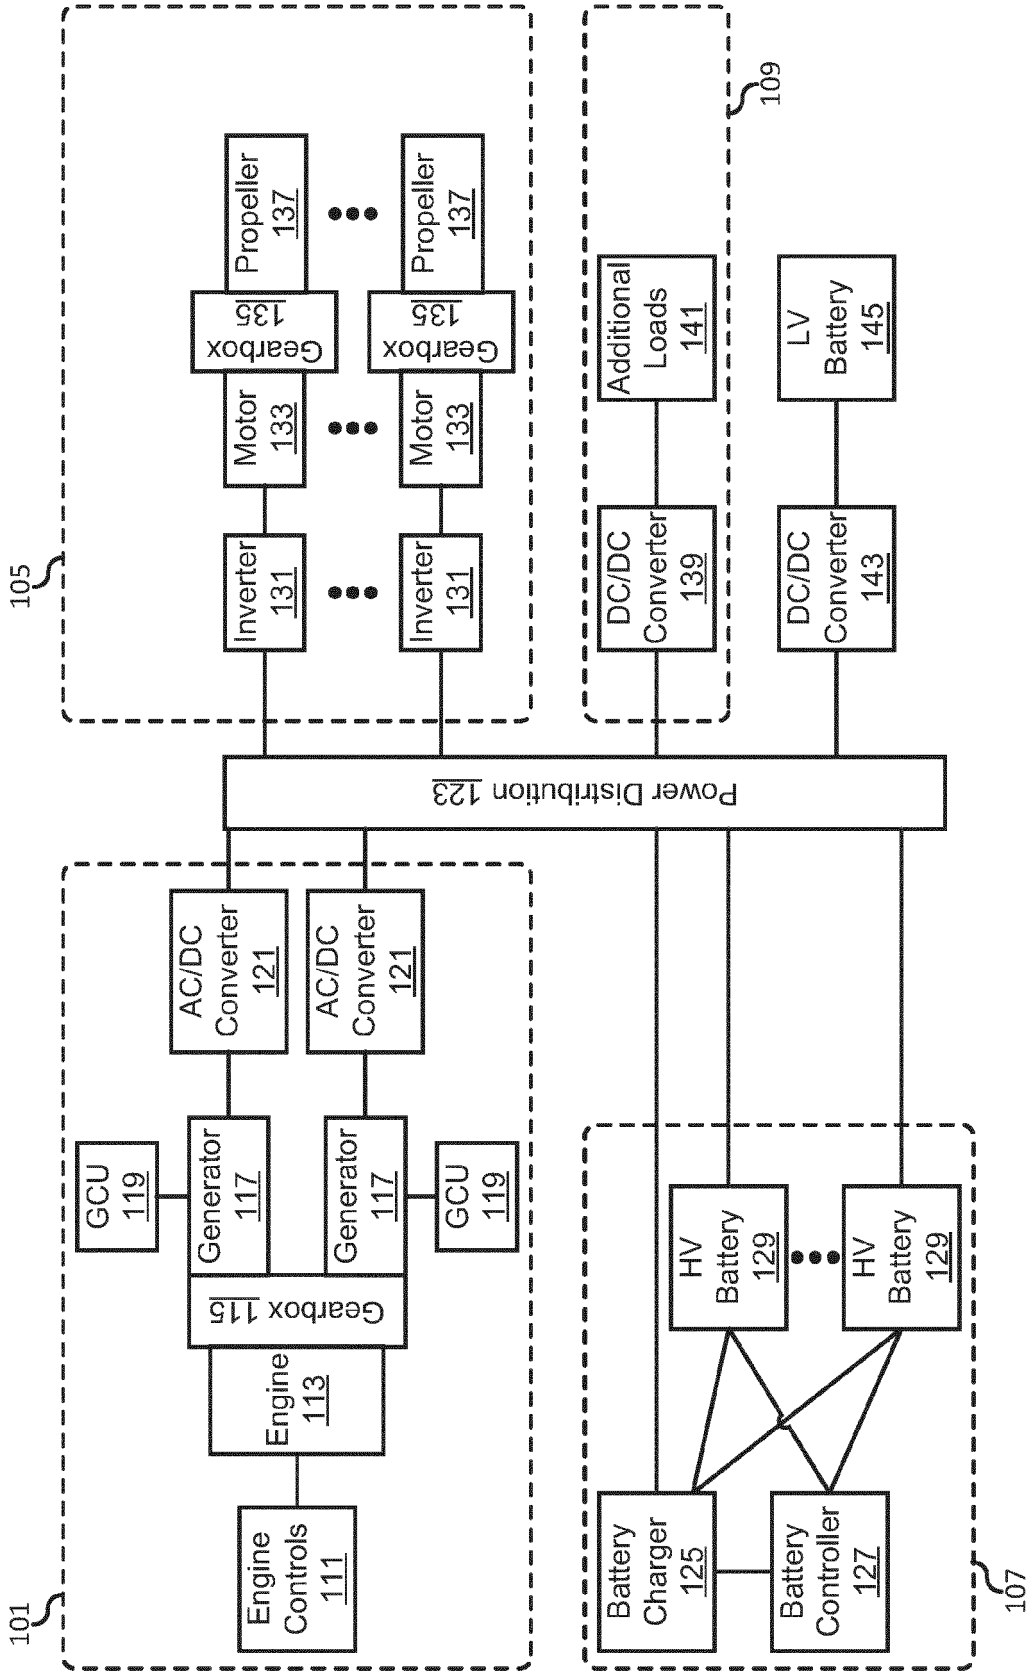 101
Engine
Controls
111
Engine
113
Gearbox 115
GCU
119
Generator
117
Generator
117
GCU
119
AC/DC
Converter
121
AC/DC
Converter
121
Power Distribution 123
105
Inverter
131
Motor
133
Gearbox
135
Propeller
137
Inverter
131
Motor
133
Gearbox
135
Propeller
137
107
Battery
Charger
125
Battery
Controller
127
HV
Battery
129
HV
Battery
129
109
DC/DC
Converter
139
Additional
Loads
141
DC/DC
Converter
143
LV
Battery
145